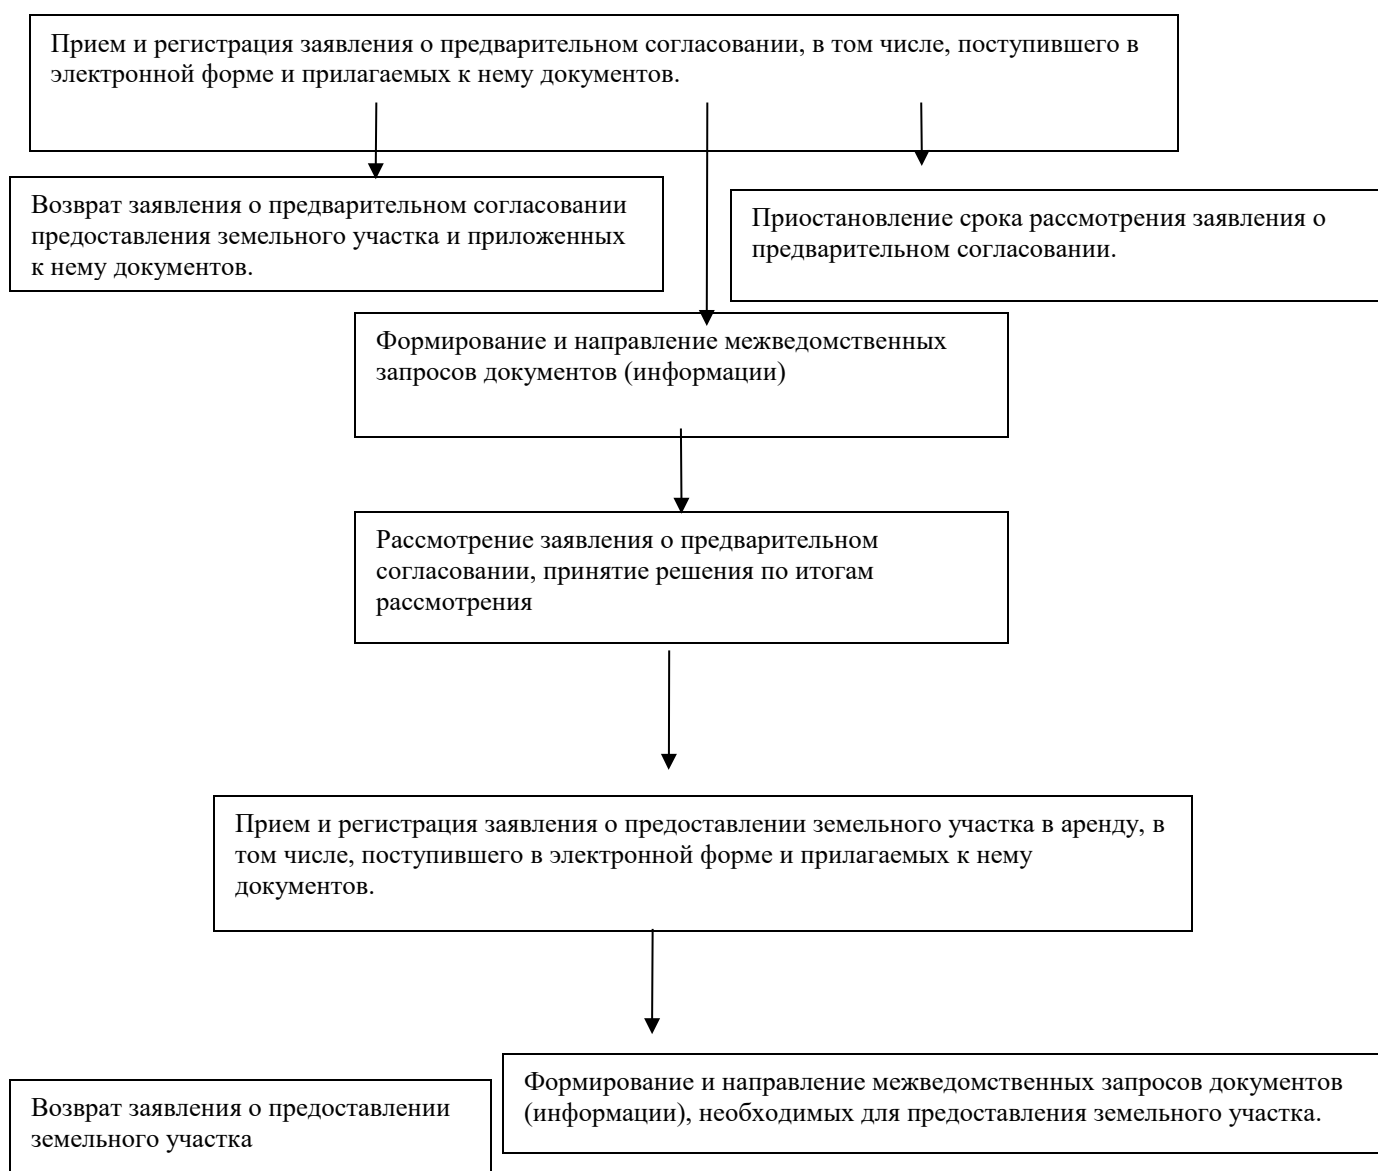 Прием и регистрация заявления о предварительном согласовании, в том числе, поступившего в
электронной форме и прилагаемых к нему документов.
Возврат заявления о предварительном согласовании
предоставления земельного участка и приложенных
к нему документов.
Приостановление срока рассмотрения заявления о
предварительном согласовании.
Формирование и направление межведомственных
запросов документов (информации)
Рассмотрение заявления о предварительном
согласовании, принятие решения по итогам
рассмотрения
Прием и регистрация заявления о предоставлении земельного участка в аренду, в
том числе, поступившего в электронной форме и прилагаемых к нему
документов.
Возврат заявления о предоставлении
земельного участка
Формирование и направление межведомственных запросов документов
(информации), необходимых для предоставления земельного участка.